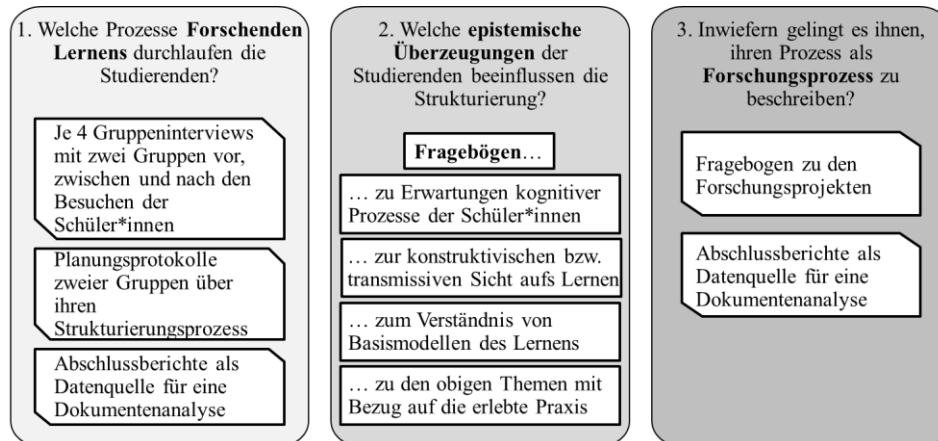 1. Welche Prozesse Forschenden
Lernens durchlaufen die
Studierenden?
Je 4 Gruppeninterviews
mit zwei Gruppen vor,
zwischen und nach den
Besuchen der
Schüler*innen
Planungsprotokolle
zweier Gruppen über
ihren
Strukturierungsprozess
Abschlussberichte als
Datenquelle für eine
Dokumentenanalyse
2. Welche epistemische
Überzeugungen der
Studierenden beeinflussen die
Strukturierung?
Fragebögen…
… zu Erwartungen kognitiver
Prozesse der Schüler*innen
… zur konstruktivischen bzw.
transmissiven Sicht aufs Lernen
… zum Verständnis von
Basismodellen des Lernens
… zu den obigen Themen mit
Bezug auf die erlebte Praxis
3. Inwiefern gelingt es ihnen,
ihren Prozess als
Forschungsprozess zu
beschreiben?
Fragebogen zu den
Forschungsprojekten
Abschlussberichte als
Datenquelle für eine
Dokumentenanalyse